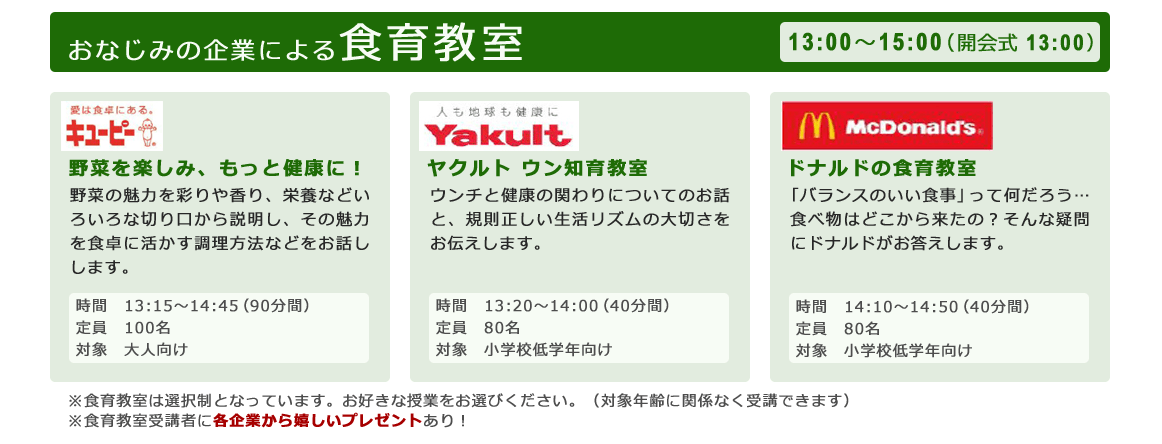 おなじみの企業による食育教室
13:00～15:00（開会式 13:00）
愛は食卓にある。
キユーピー
野菜を楽しみ、もっと健康に！
野菜の魅力を彩りや香り、栄養などい
ろいろな切り口から説明し、その魅力
を食卓に活かす調理方法などをお話し
します。
時間　13:15～14:45（90分間）
定員　100名
対象　大人向け
人も地球も健康に
Yakult
ヤクルト ウン知育教室
ウンチと健康の関わりについてのお話
と、規則正しい生活リズムの大切さを
お伝えします。
時間　13:20～14:00（40分間）
定員　80名
対象　小学校低学年向け
McDonald's®
ドナルドの食育教室
「バランスのいい食事」って何だろう…
食べ物はどこから来たの？そんな疑問
にドナルドがお答えします。
時間　14:10～14:50（40分間）
定員　80名
対象　小学校低学年向け
※食育教室は選択制となっています。お好きな授業をお選びください。（対象年齢に関係なく受講できます）
※食育教室受講者に各企業から嬉しいプレゼントあり！